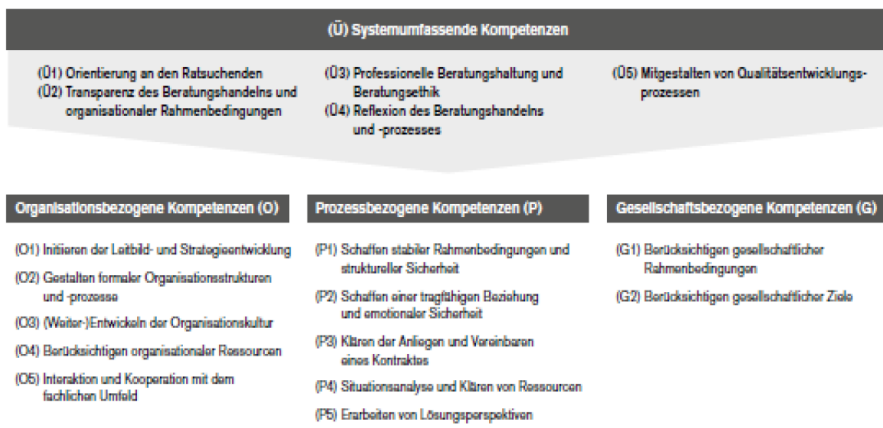 (Ü) Systemumfassende Kompetenzen
(Ü1) Orientierung an den Ratsuchenden
(Ü2) Transparenz des Beratungshandelns und
organisationaler Rahmenbedingungen
(Ü3) Professionelle Beratungshaltung und
Beratungsethik
(Ü4) Reflexion des Beratungshandelns
und -prozesses
(Ü5) Mitgestalten von Qualitätsentwicklungs-
prozessen
Organisationsbezogene Kompetenzen (O)
(O1) Initiieren der Leitbild- und Strategieentwicklung
(O2) Gestalten formaler Organisationsstrukturen
und -prozesse
(O3) (Weiter-)Entwickeln der Organisationskultur
(O4) Berücksichtigen organisationaler Ressourcen
(O5) Interaktion und Kooperation mit dem
fachlichen Umfeld
Prozessbezogene Kompetenzen (P)
(P1) Schaffen stabiler Rahmenbedingungen und
struktureller Sicherheit
(P2) Schaffen einer tragfähigen Beziehung
und emotionaler Sicherheit
(P3) Klären der Anliegen und Vereinbaren
eines Kontraktes
(P4) Situationsanalyse und Klären von Ressourcen
(P5) Erarbeiten von Lösungsperspektiven
Gesellschaftsbezogene Kompetenzen (G)
(G1) Berücksichtigen gesellschaftlicher
Rahmenbedingungen
(G2) Berücksichtigen gesellschaftlicher Ziele